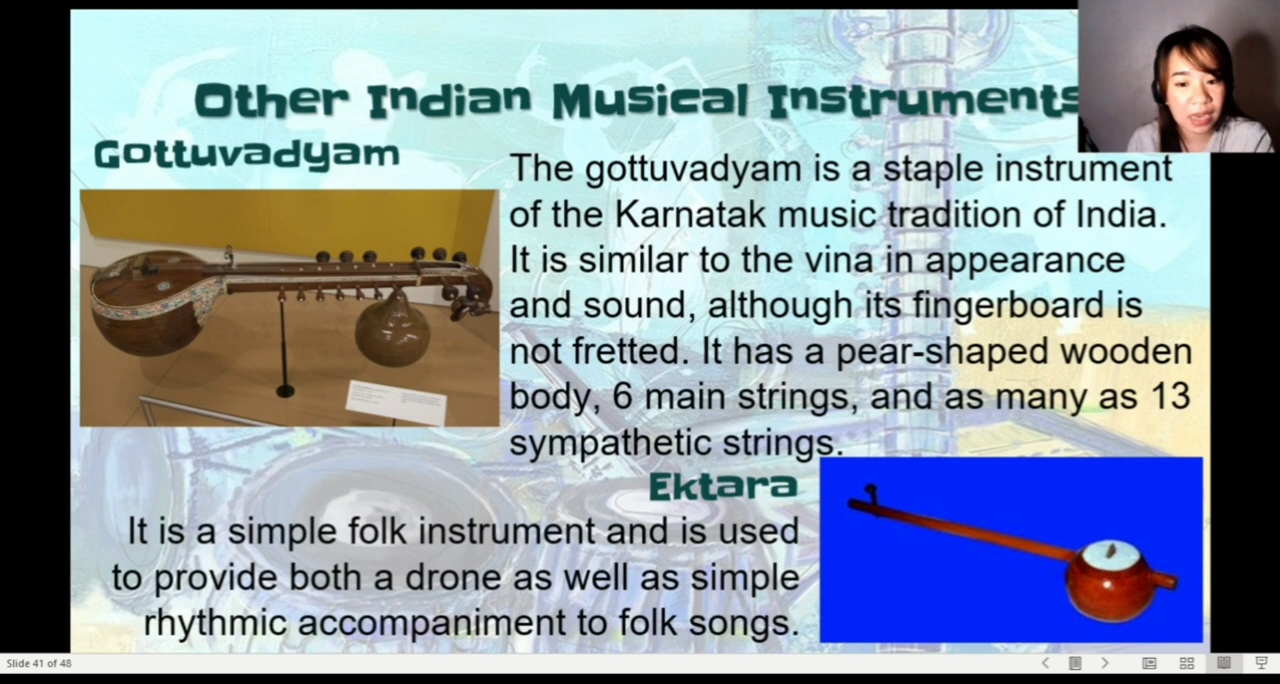 Other Indian Musical Instruments
Gottuvadyam
The gottuvadyam is a staple instrument
of the Karnatak music tradition of India.
It is similar to the vina in appearance
and sound, although its fingerboard is
not fretted. It has a pear-shaped wooden
body, 6 main strings, and as many as 13
sympathetic strings.
Ektara
It is a simple folk instrument and is used
to provide both a drone as well as simple
rhythmic accompaniment to folk songs.
Slide 41 of 48